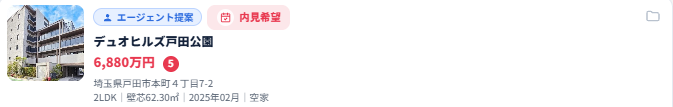 エージェント提案 内見希望
デュオヒルズ戸田公園
6,880万円 5
埼玉県戸田市本町４丁目7-2
2LDK｜壁芯62.30㎡｜2025年02月｜空家